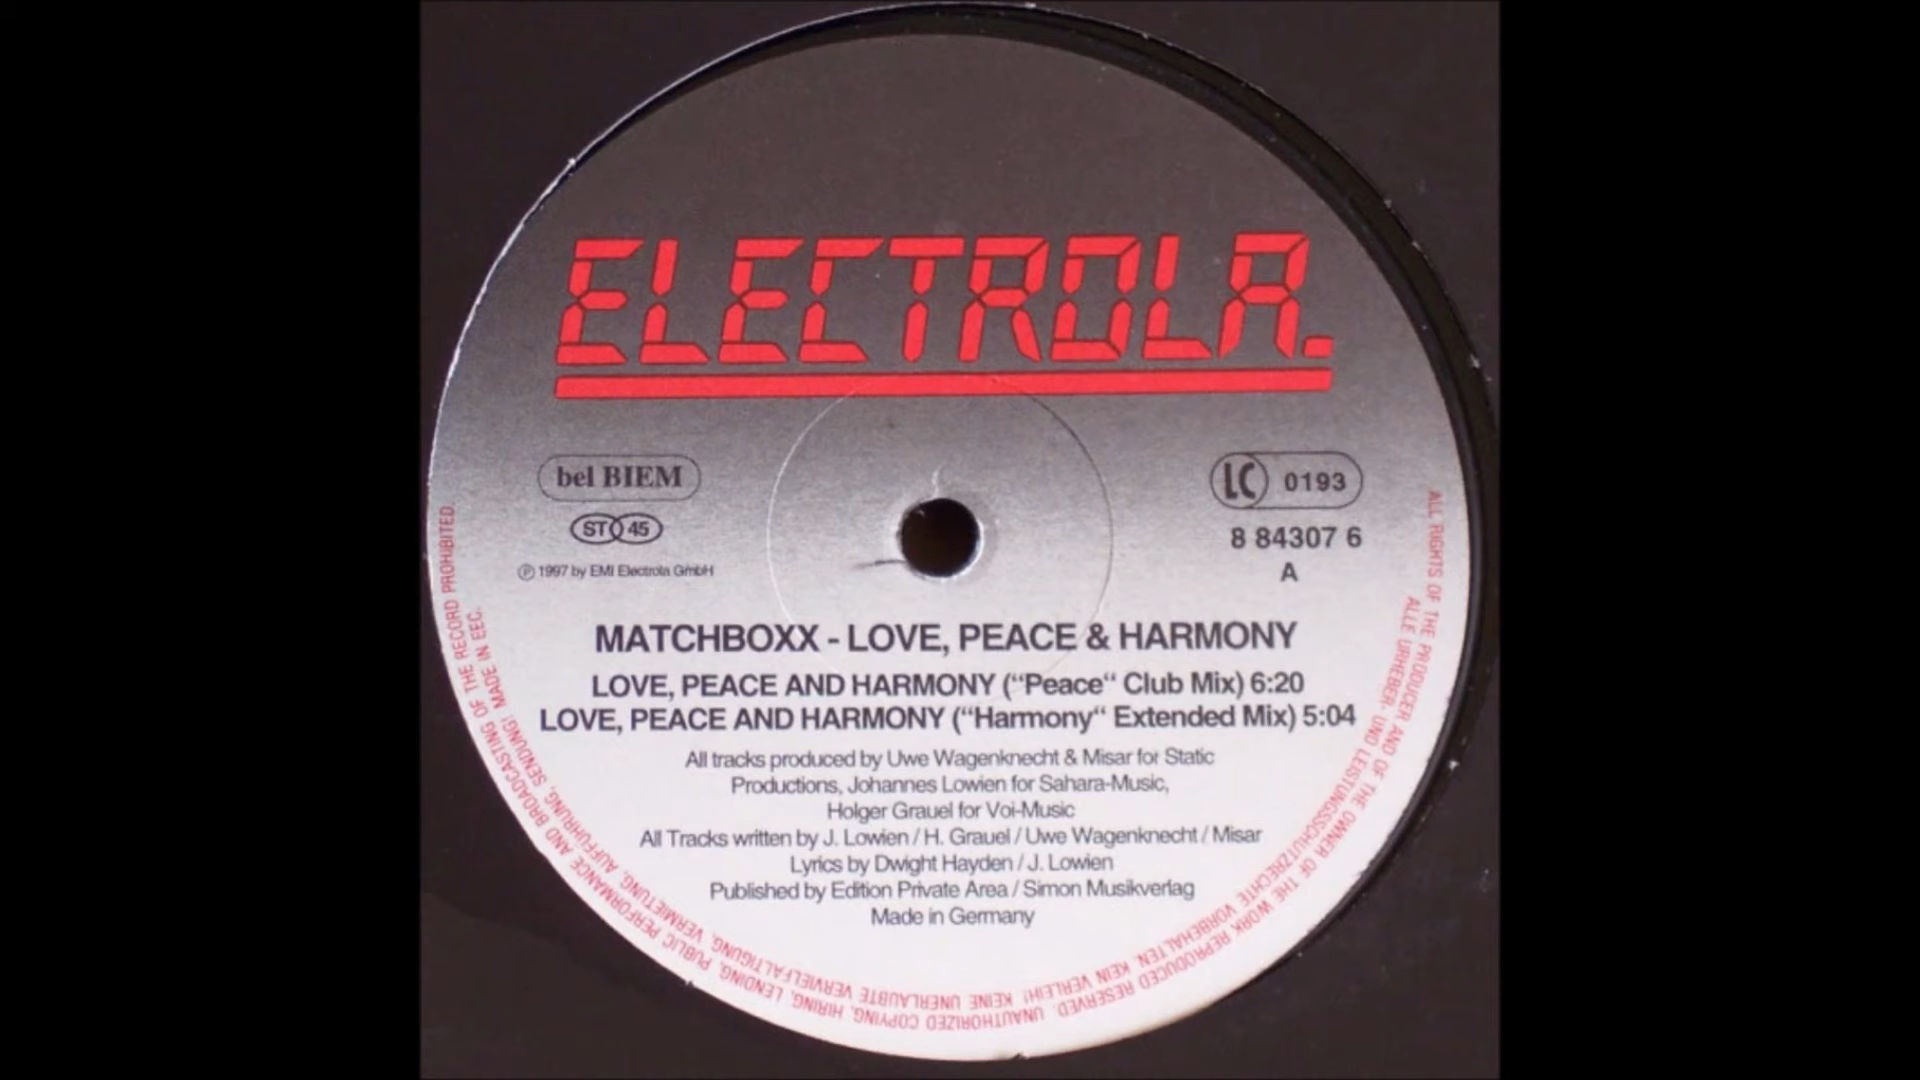 ELECTROLA.
bel BIEM
ST 45
℗ 1997 by EMI Electrola GmbH
LC 0193
8 84307 6
A
MATCHBOXX - LOVE, PEACE & HARMONY
LOVE, PEACE AND HARMONY (“Peace“ Club Mix) 6:20
LOVE, PEACE AND HARMONY (“Harmony“ Extended Mix) 5:04
All tracks produced by Uwe Wagenknecht & Misar for Static
Productions, Johannes Lowien for Sahara-Music,
Holger Grauel for Voi-Music
All Tracks written by J. Lowien / H. Grauel / Uwe Wagenknecht / Misar
Lyrics by Dwight Hayden / J. Lowien
Published by Edition Private Area / Simon Musikverlag
Made in Germany
ALL RIGHTS OF THE PRODUCER AND OF THE OWNER OF THE WORK REPRODUCED RESERVED. UNAUTHORIZED COPYING, HIRING, LENDING, PUBLIC PERFORMANCE AND BROADCASTING OF THE RECORD PROHIBITED.
ALLE URHEBER- UND LEISTUNGSSCHUTZRECHTE VORBEHALTEN. KEIN VERLEIH! KEINE UNERLAUBTE VERVIELFÄLTIGUNG, VERMIETUNG, AUFFÜHRUNG, SENDUNG! MADE IN EEC.